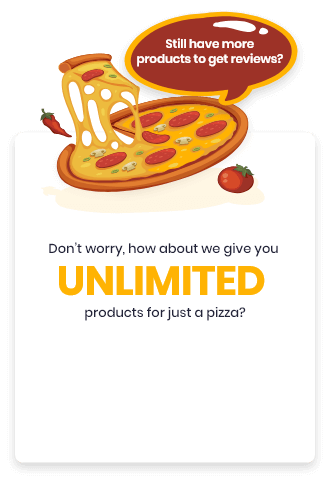 Still have more
products to get reviews?
Don't worry, how about we give you
UNLIMITED
products for just a pizza?